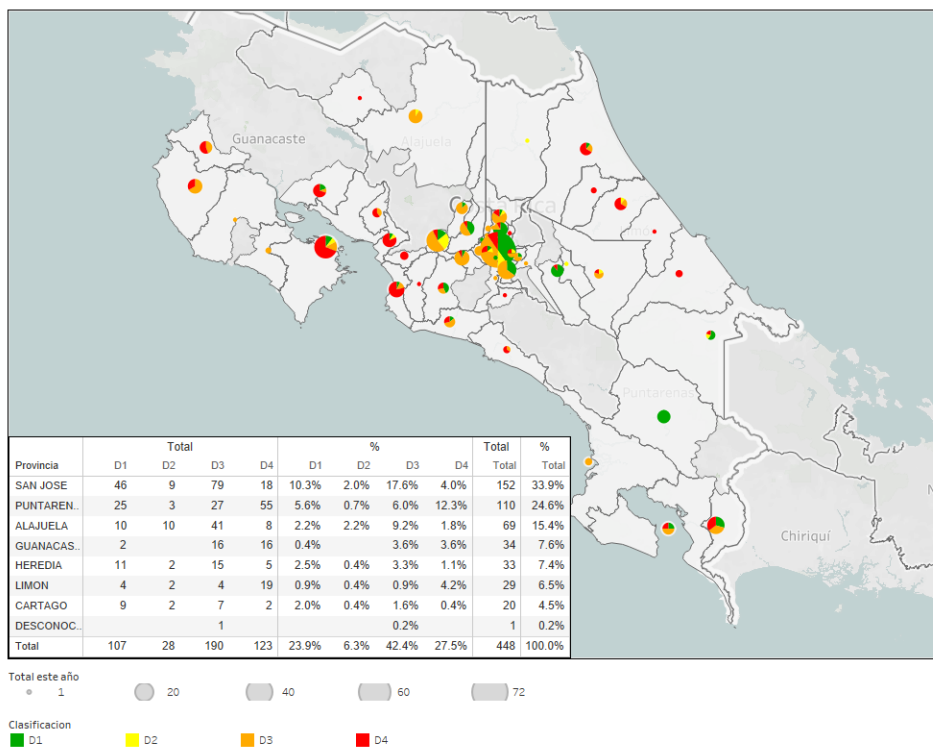 Guanacaste
Alajuela
Costa Rica
Puntarenas
Chiriquí
N
Total % Total %
Provincia D1 D2 D3 D4 D1 D2 D3 D4 Total Total
SAN JOSE 46 9 79 18 10.3% 2.0% 17.6% 4.0% 152 33.9%
PUNTAREN.. 25 3 27 55 5.6% 0.7% 6.0% 12.3% 110 24.6%
ALAJUELA 10 10 41 8 2.2% 2.2% 9.2% 1.8% 69 15.4%
GUANACAS.. 2 16 16 0.4% 3.6% 3.6% 34 7.6%
HEREDIA 11 2 15 5 2.5% 0.4% 3.3% 1.1% 33 7.4%
LIMON 4 2 4 19 0.9% 0.4% 0.9% 4.2% 29 6.5%
CARTAGO 9 2 7 2 2.0% 0.4% 1.6% 0.4% 20 4.5%
DESCONOC.. 1 0.2% 1 0.2%
Total 107 28 190 123 23.9% 6.3% 42.4% 27.5% 448 100.0%
Total este año
1 20 40 60 72
Clasificacion
D1 D2 D3 D4